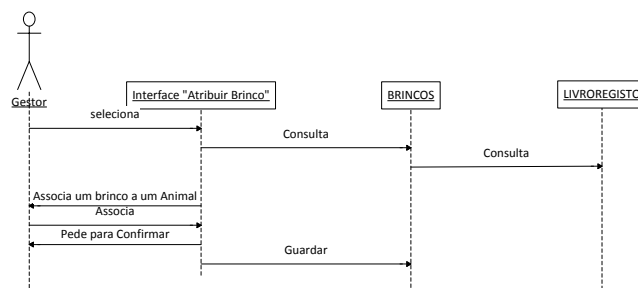 Interface "Atribuir Brinco"
BRINCOS
LIVROREGISTO
Gestor
seleciona
Consulta
Consulta
Associa um brinco a um Animal
Associa
Pede para Confirmar
Guardar